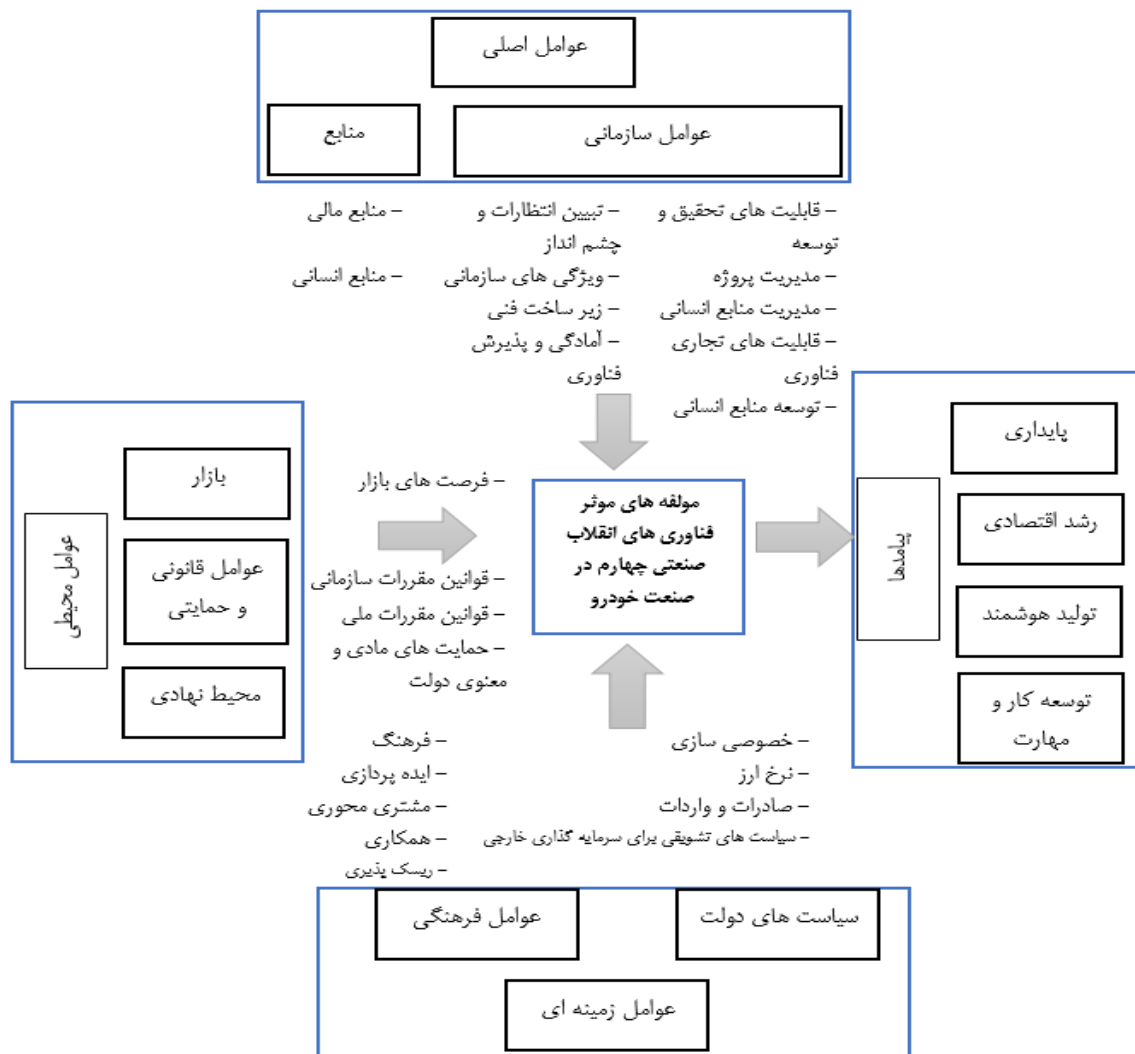 عوامل اصلی
عوامل سازمانی
منابع
– قابلیت های تحقیق و
توسعه
– مدیریت پروژه
– مدیریت منابع انسانی
– قابلیت های تجاری
فناوری
– توسعه منابع انسانی
– تبیین انتظارات و
چشم انداز
– ویژگی های سازمانی
– زیر ساخت فنی
– آمادگی و پذیرش
فناوری
– منابع مالی
– منابع انسانی
پیامدها
پایداری
رشد اقتصادی
تولید هوشمند
توسعه کار و
مهارت
مولفه های موثر
فناوری های انقلاب
صنعتی چهارم در
صنعت خودرو
– فرصت های بازار
– قوانین مقررات سازمانی
– قوانین مقررات ملی
– حمایت های مادی و
معنوی دولت
بازار
عوامل قانونی
و حمایتی
محیط نهادی
عوامل محیطی
– خصوصی سازی
– نرخ ارز
– صادرات و واردات
– سیاست های تشویقی برای سرمایه گذاری خارجی
– فرهنگ
– ایده پردازی
– مشتری محوری
– همکاری
– ریسک پذیری
سیاست های دولت
عوامل فرهنگی
عوامل زمینه ای